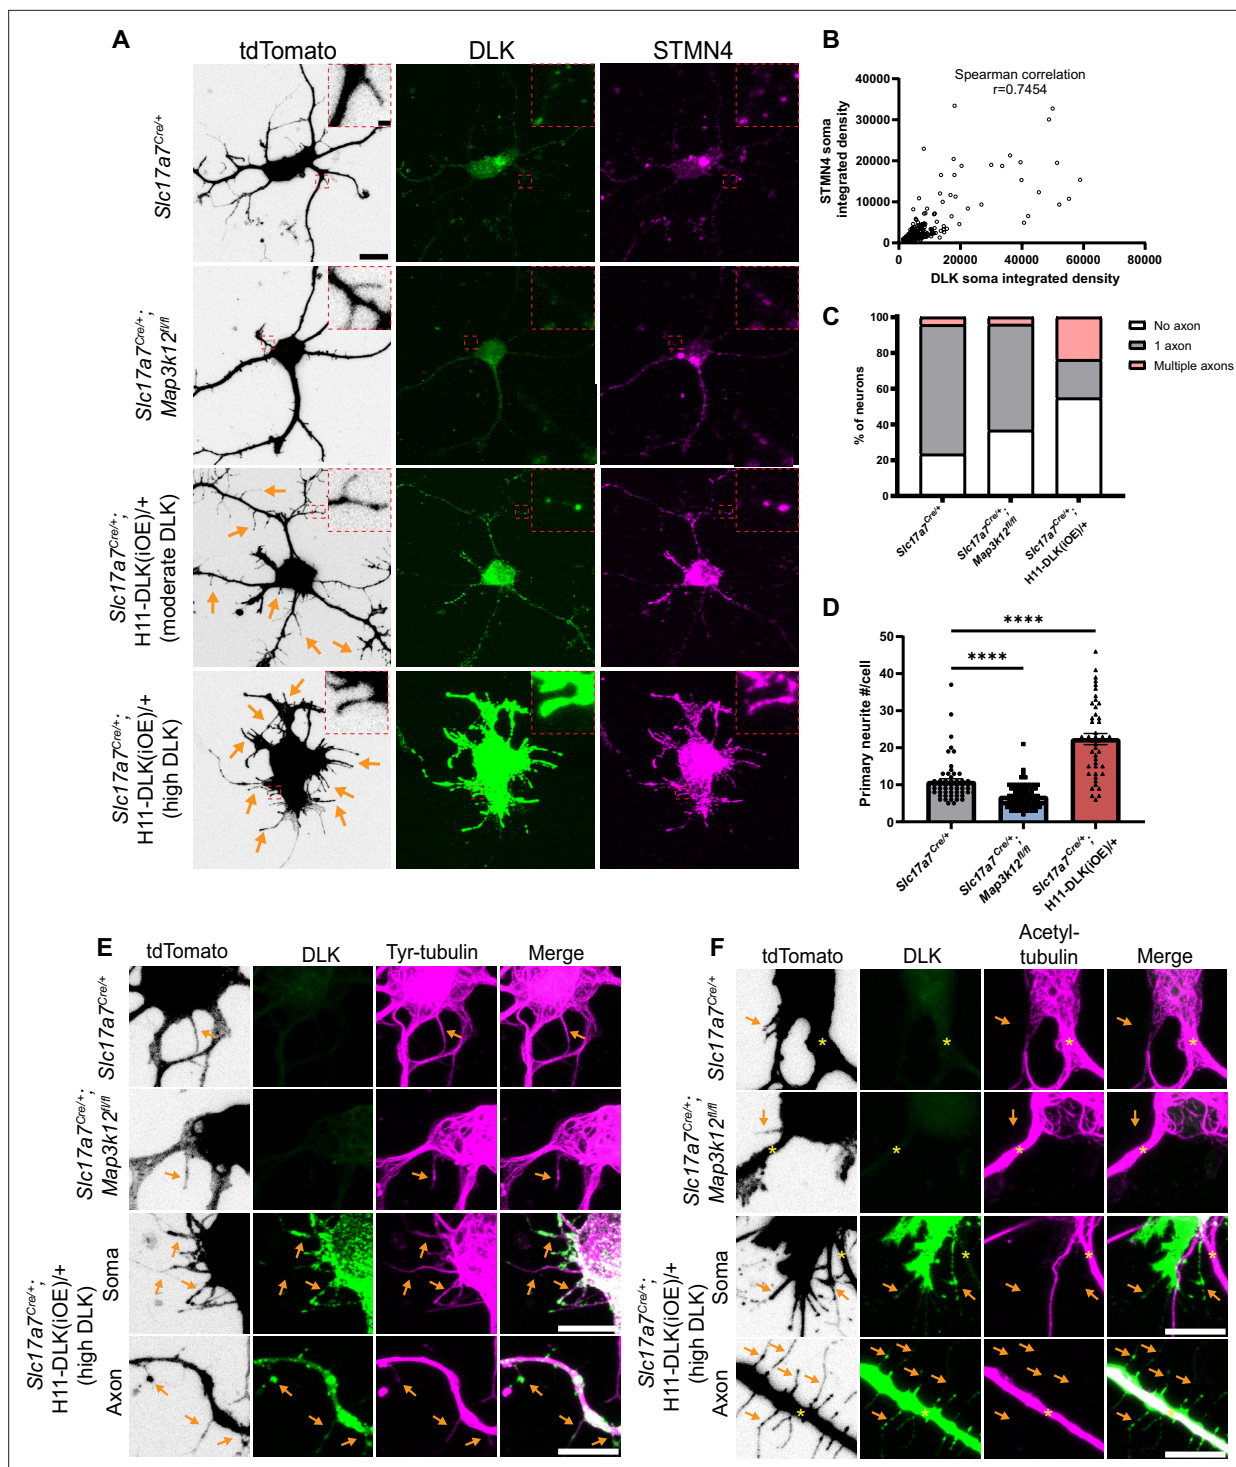 A
tdTomato
DLK
STMN4
Slc17a7Cre/+
Slc17a7Cre/+;
Map3k12fl/fl
Slc17a7Cre/+;
H11-DLK(iOE)/+
(moderate DLK)
Slc17a7Cre/+;
H11-DLK(iOE)/+
(high DLK)
B
Spearman correlation
r=0.7454
STMN4 soma
integrated density
40000
30000
20000
10000
0
0
20000
40000
60000
80000
DLK soma integrated density
C
% of neurons
100
80
60
40
20
0
No axon
1 axon
Multiple axons
Slc17a7Cre/+
Slc17a7Cre/+;
Map3k12fl/fl
Slc17a7Cre/+;
H11-DLK(iOE)/+
D
Primary neurite #/cell
50
40
30
20
10
0
****
****
Slc17a7Cre/+
Slc17a7Cre/+;
Map3k12fl/fl
Slc17a7Cre/+;
H11-DLK(iOE)/+
E
tdTomato
DLK
Tyr-tubulin
Merge
Slc17a7Cre/+
Slc17a7Cre/+;
Map3k12fl/fl
Slc17a7Cre/+;
H11-DLK(iOE)/+
(high DLK)
Soma
Axon
F
tdTomato
DLK
Acetyl-
tubulin
Merge
Slc17a7Cre/+
Slc17a7Cre/+;
Map3k12fl/fl
Slc17a7Cre/+;
H11-DLK(iOE)/+
(high DLK)
Soma
Axon